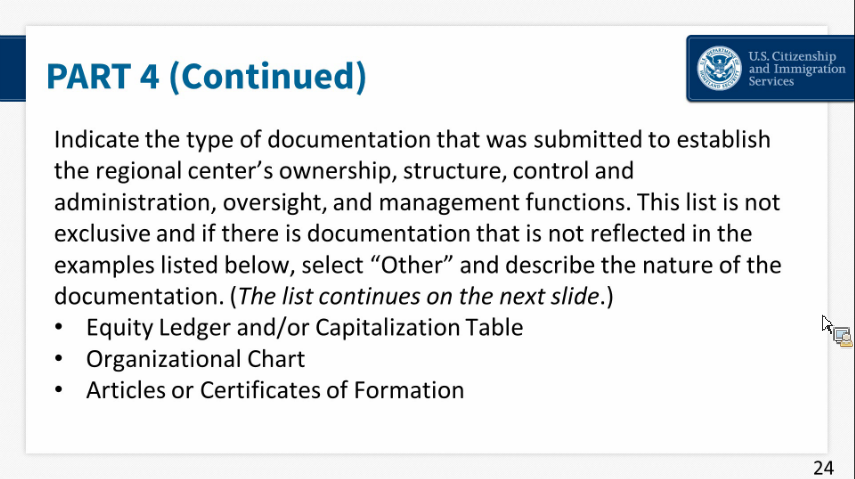 PART 4 (Continued)
U.S. Citizenship
and Immigration
Services
Indicate the type of documentation that was submitted to establish
the regional center’s ownership, structure, control and
administration, oversight, and management functions. This list is not
exclusive and if there is documentation that is not reflected in the
examples listed below, select “Other” and describe the nature of the
documentation. (The list continues on the next slide.)
• Equity Ledger and/or Capitalization Table
• Organizational Chart
• Articles or Certificates of Formation
24